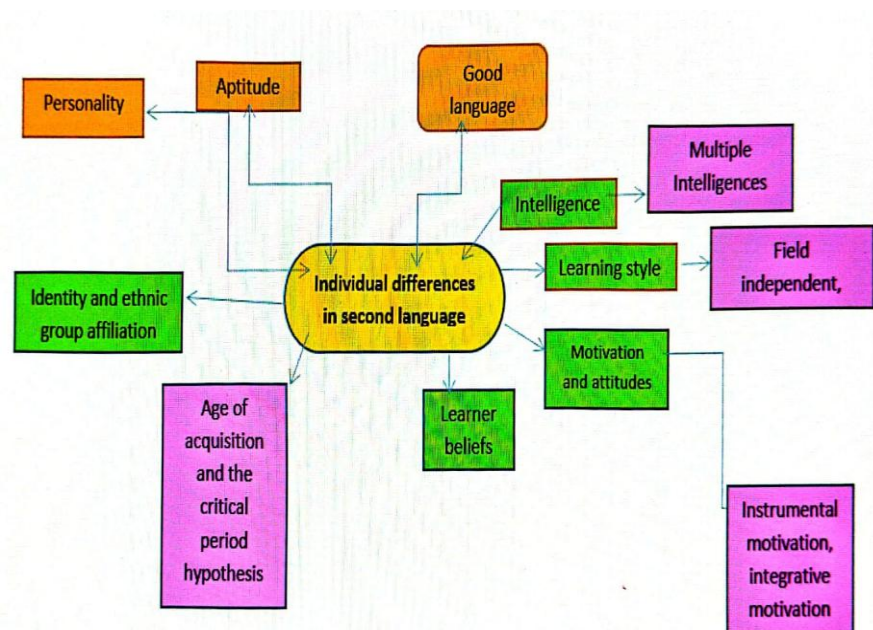 Personality
Aptitude
Good
language
Multiple
Intelligences
Intelligence
Learning style
Field
independent,
Individual differences
in second language
Identity and ethnic
group affiliation
Motivation
and attitudes
Learner
beliefs
Age of
acquisition
and the
critical
period
hypothesis
Instrumental
motivation,
integrative
motivation